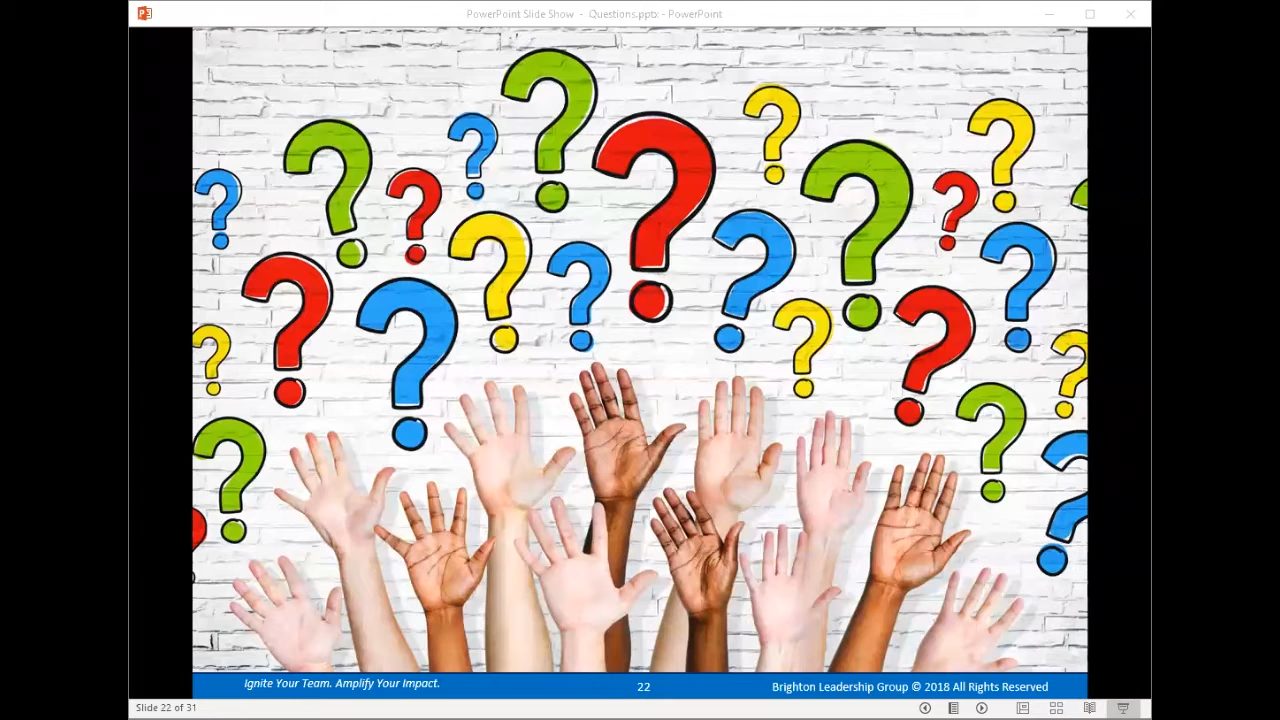 PowerPoint Slide Show - Questions.pptx - PowerPoint
Ignite Your Team. Amplify Your Impact.
22
Brighton Leadership Group © 2018 All Rights Reserved
Slide 22 of 31